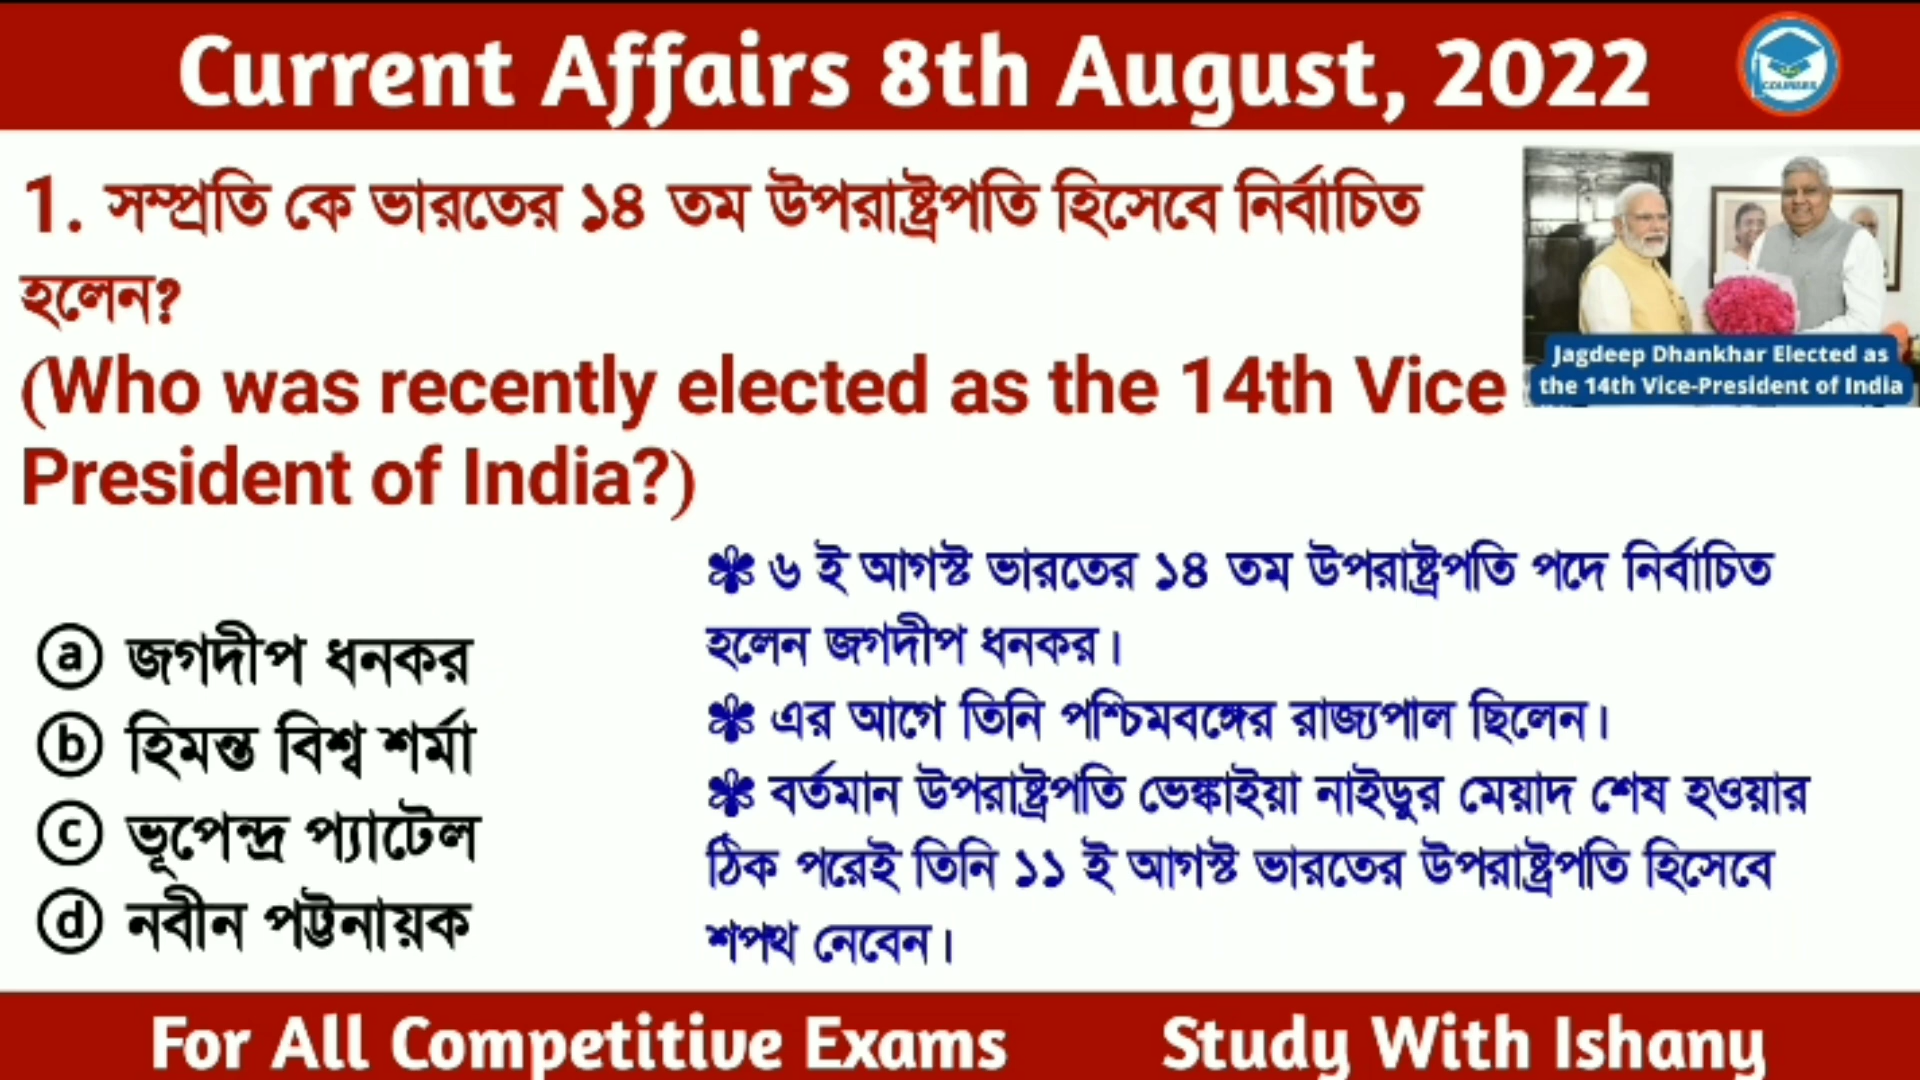 Current Affairs 8th August, 2022
COURSES
1. সম্প্রতি কে ভারতের ১৪ তম উপরাষ্ট্রপতি হিসেবে নির্বাচিত
হলেন?
(Who was recently elected as the 14th Vice
President of India?)
Jagdeep Dhankhar Elected as
the 14th Vice-President of India
ⓐ জগদীপ ধনকর
ⓑ হিমন্ত বিশ্ব শর্মা
ⓒ ভূপেন্দ্র প্যাটেল
ⓓ নবীন পট্টনায়ক
✽ ৬ ই আগস্ট ভারতের ১৪ তম উপরাষ্ট্রপতি পদে নির্বাচিত
হলেন জগদীপ ধনকর।
✽ এর আগে তিনি পশ্চিমবঙ্গের রাজ্যপাল ছিলেন।
✽ বর্তমান উপরাষ্ট্রপতি ভেঙ্কাইয়া নাইডুর মেয়াদ শেষ হওয়ার
ঠিক পরেই তিনি ১১ ই আগস্ট ভারতের উপরাষ্ট্রপতি হিসেবে
শপথ নেবেন।
For All Competitive Exams
Study With Ishany